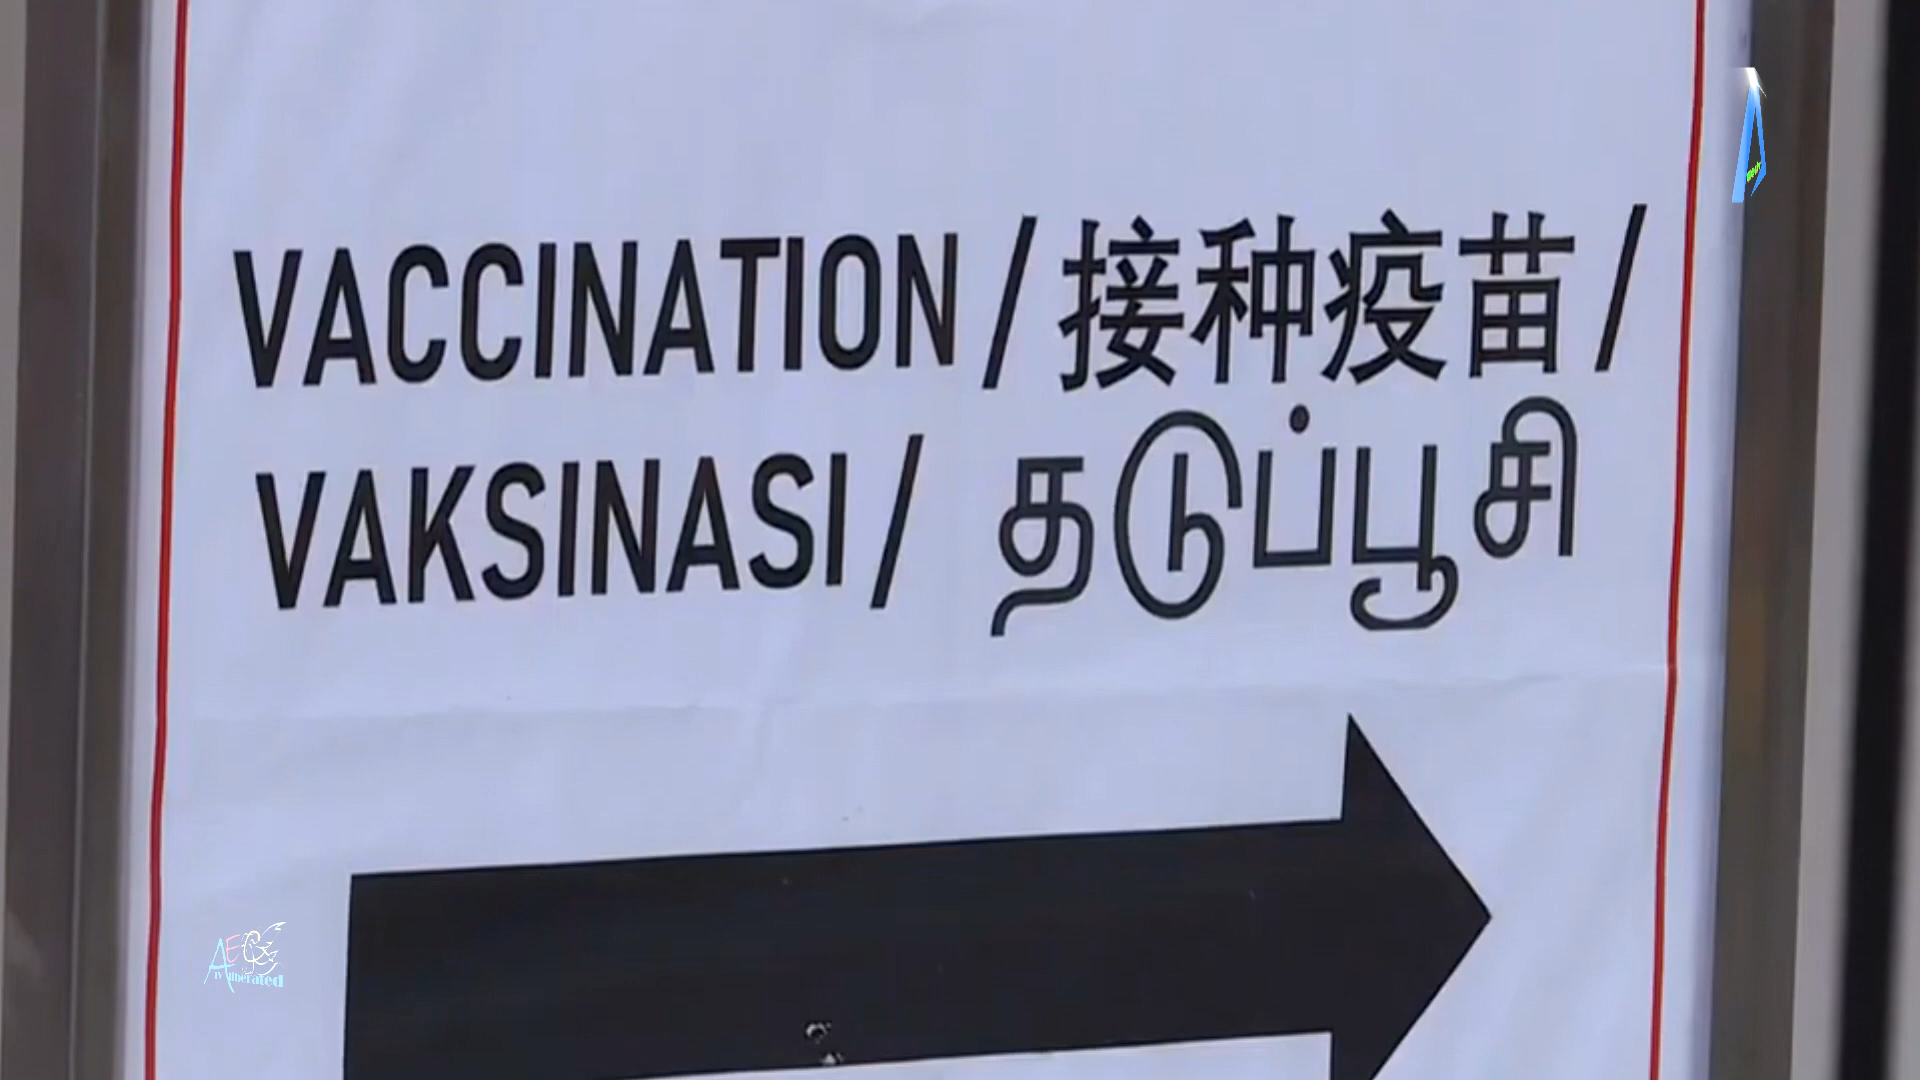 VACCINATION / 接种疫苗 /
VAKSINASI / தடுப்பூசி